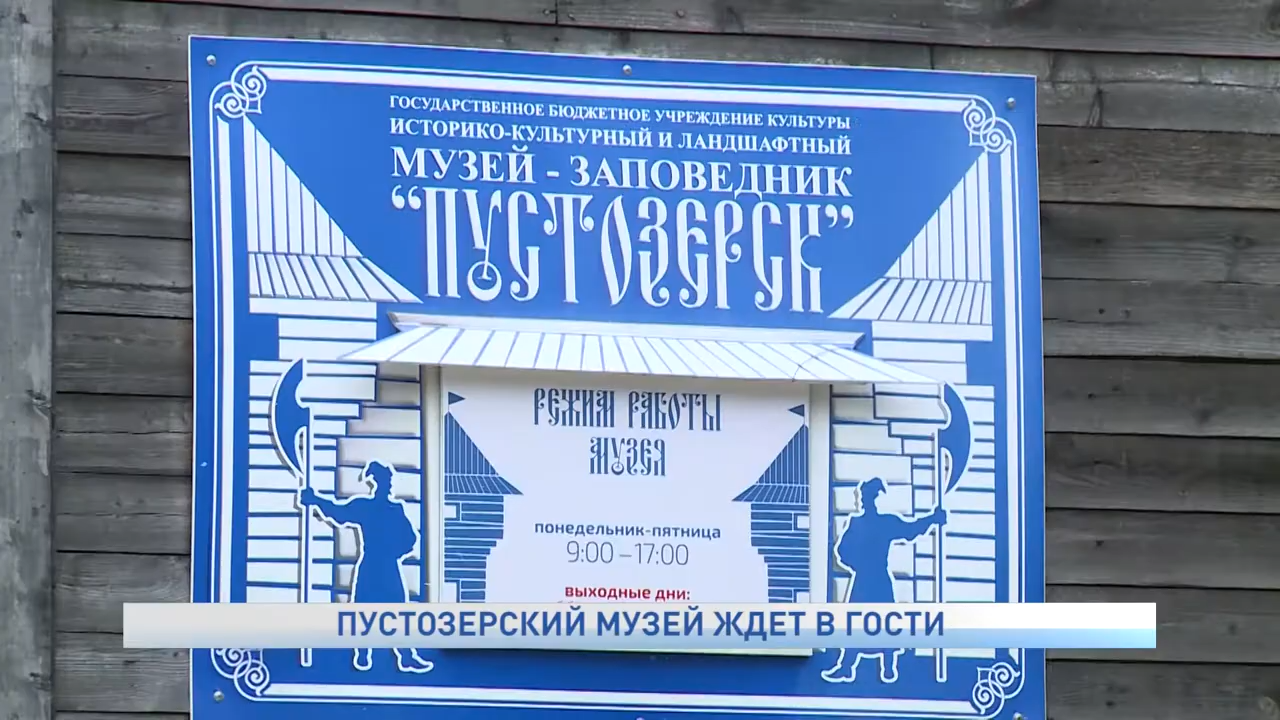 ГОСУДАРСТВЕННОЕ БЮДЖЕТНОЕ УЧРЕЖДЕНИЕ КУЛЬТУРЫ
ИСТОРИКО-КУЛЬТУРНЫЙ И ЛАНДШАФТНЫЙ
МУЗЕЙ - ЗАПОВЕДНИК
“ПУСТОЗЕРСК”
РЕЖИМ РАБОТЫ
МУЗЕЯ
понедельник-пятница
9:00 – 17:00
выходные дни:
ПУСТОЗЕРСКИЙ МУЗЕЙ ЖДЕТ В ГОСТИ